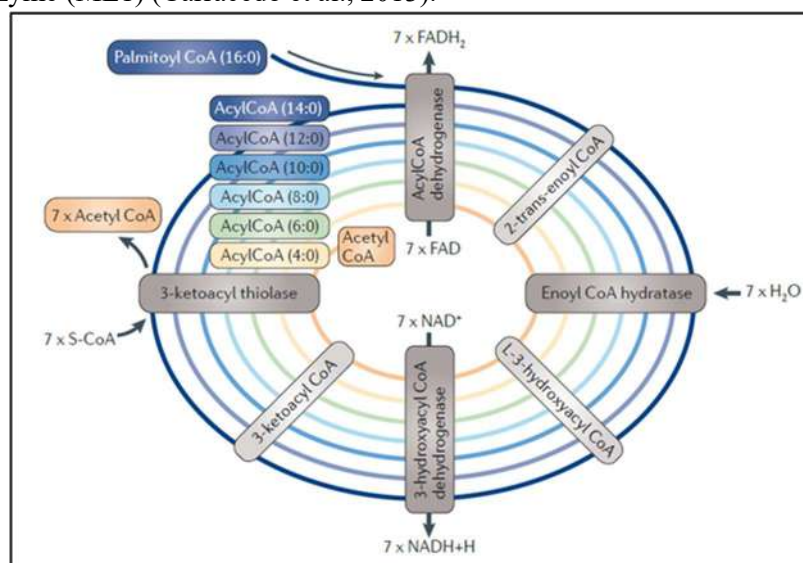 7 x FADH₂
Palmitoyl CoA (16:0)
AcylCoA (14:0)
AcylCoA (12:0)
AcylCoA (10:0)
AcylCoA (8:0)
AcylCoA (6:0)
AcylCoA (4:0)
Acetyl
CoA
AcylCoA
dehydrogenase
7 x FAD
2-trans-enoyl CoA
7 x Acetyl CoA
3-ketoacyl thiolase
Enoyl CoA hydratase
7 x H₂O
7 x S-CoA
7 x NAD⁺
3-ketoacyl CoA
3-hydroxyacyl CoA
dehydrogenase
L-3-hydroxyacyl CoA
7 x NADH+H